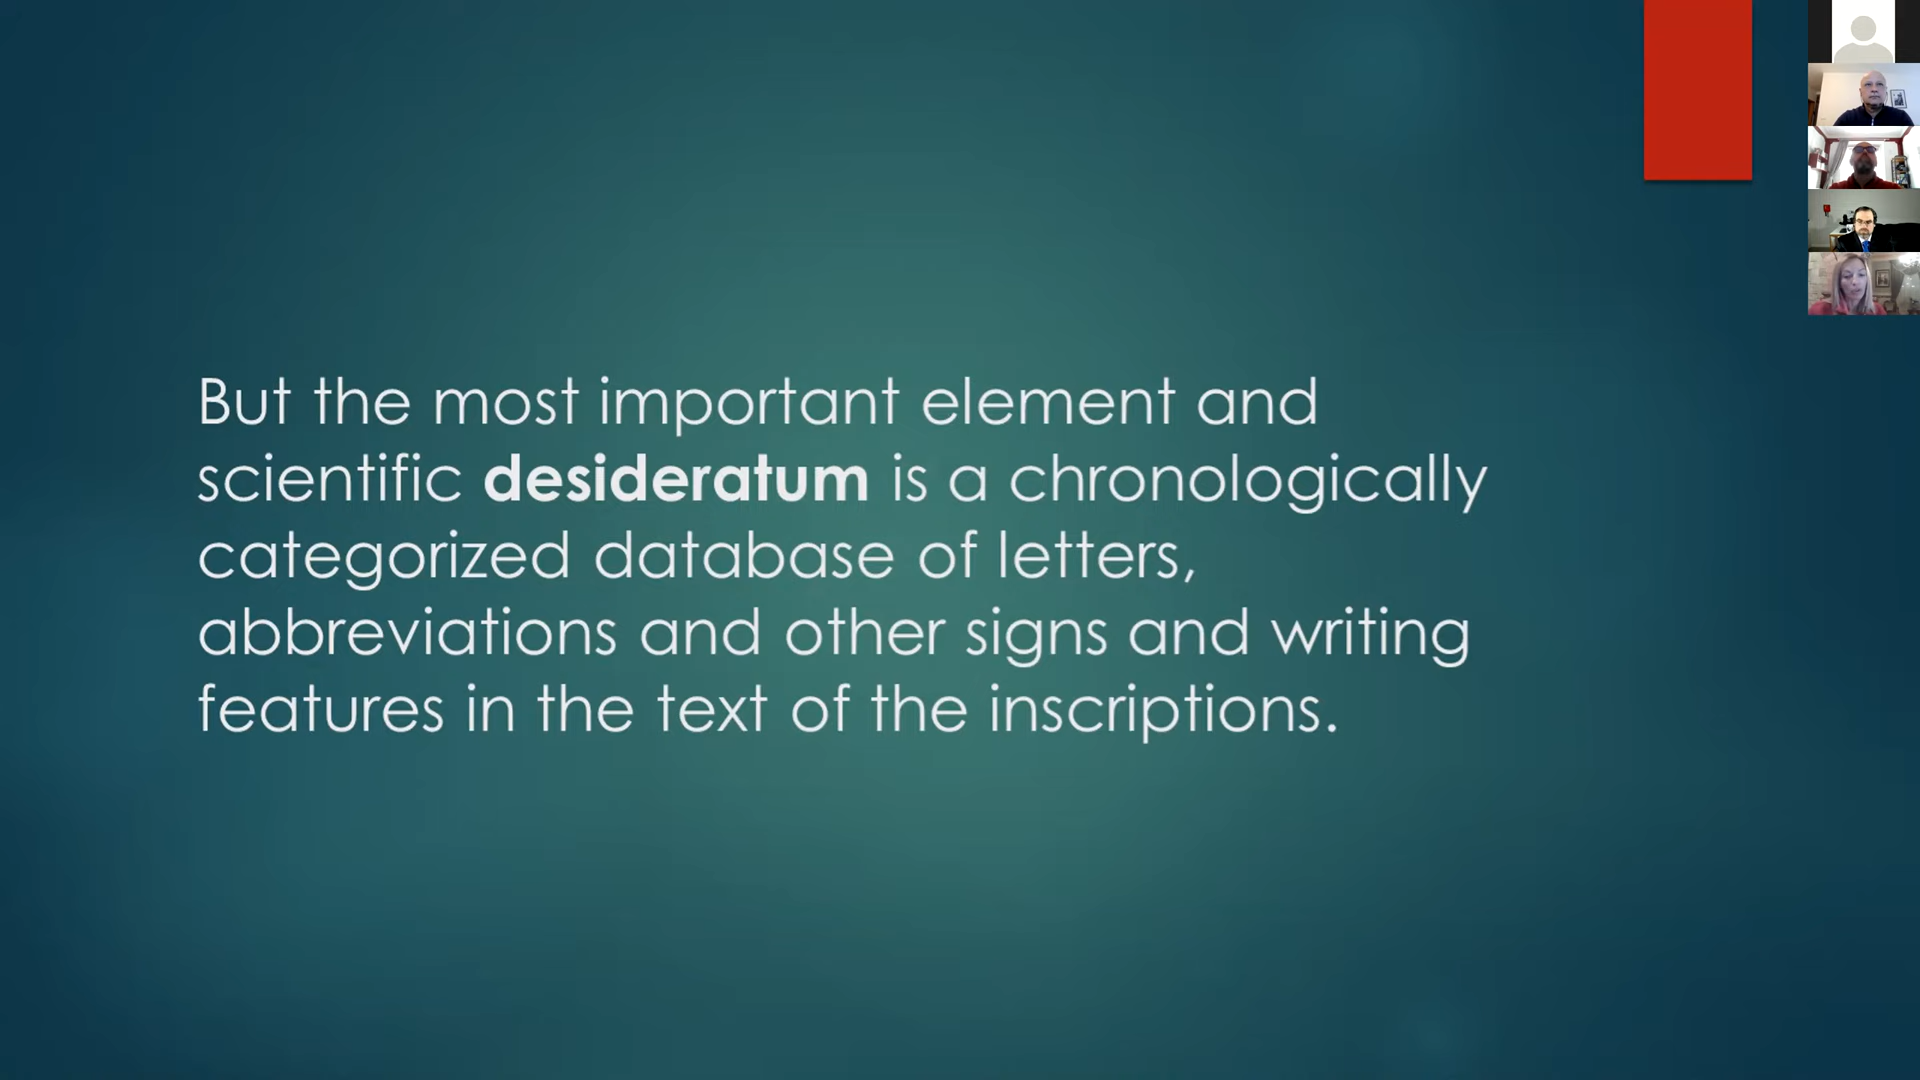 But the most important element and
scientific desideratum is a chronologically
categorized database of letters,
abbreviations and other signs and writing
features in the text of the inscriptions.